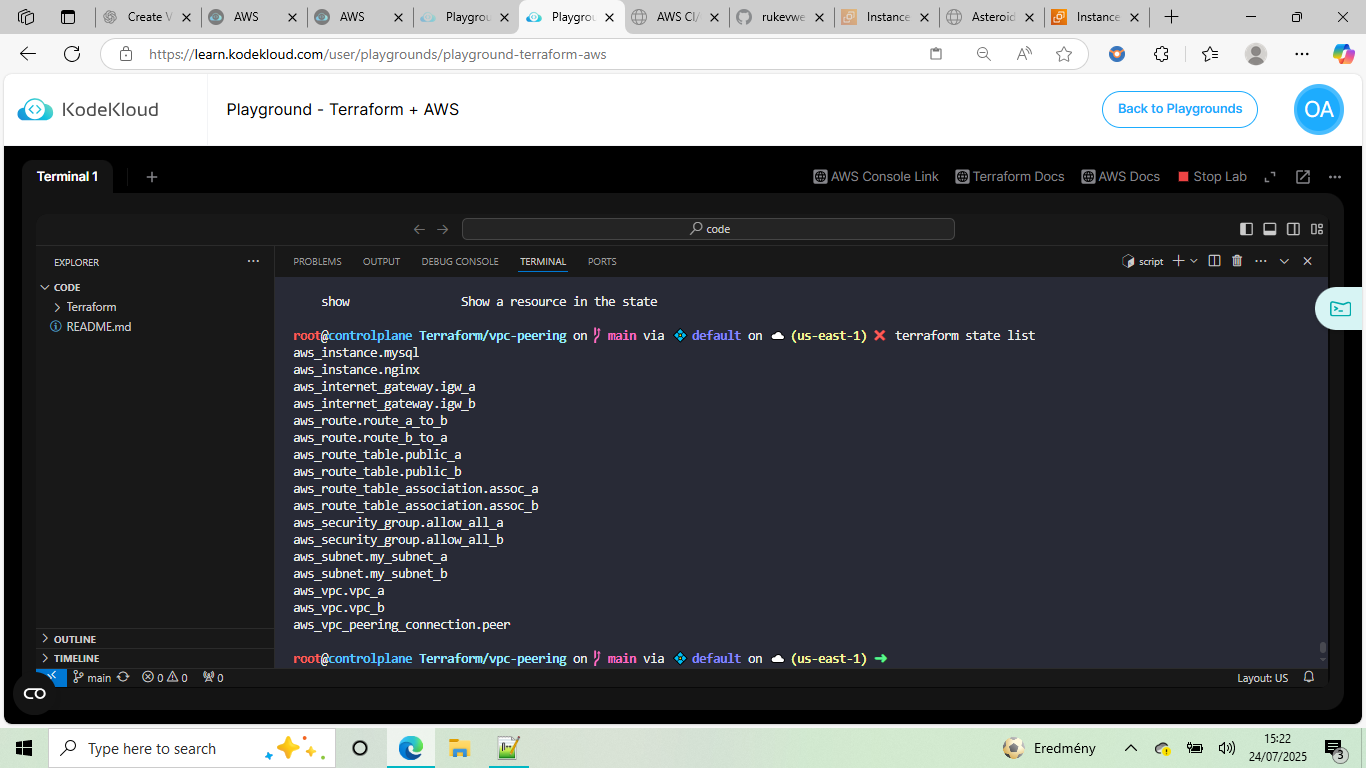 Create V
AWS
AWS
Playgrou
Playgrou
AWS CI/
rukevwe
Instance
Asteroid
Instance
https://learn.kodekloud.com/user/playgrounds/playground-terraform-aws
KodeKloud
Playground - Terraform + AWS
Back to Playgrounds
OA
Terminal 1
AWS Console Link
Terraform Docs
AWS Docs
Stop Lab
code
EXPLORER
PROBLEMS
OUTPUT
DEBUG CONSOLE
TERMINAL
PORTS
script
CODE
Terraform
README.md
show Show a resource in the state
root@controlplane Terraform/vpc-peering on main via default on (us-east-1) ❌ terraform state list
aws_instance.mysql
aws_instance.nginx
aws_internet_gateway.igw_a
aws_internet_gateway.igw_b
aws_route.route_a_to_b
aws_route.route_b_to_a
aws_route_table.public_a
aws_route_table.public_b
aws_route_table_association.assoc_a
aws_route_table_association.assoc_b
aws_security_group.allow_all_a
aws_security_group.allow_all_b
aws_subnet.my_subnet_a
aws_subnet.my_subnet_b
aws_vpc.vpc_a
aws_vpc.vpc_b
aws_vpc_peering_connection.peer
root@controlplane Terraform/vpc-peering on main via default on (us-east-1) ➜
OUTLINE
TIMELINE
main
0
0
0
Layout: US
Type here to search
Eredmény
15:22
24/07/2025
3